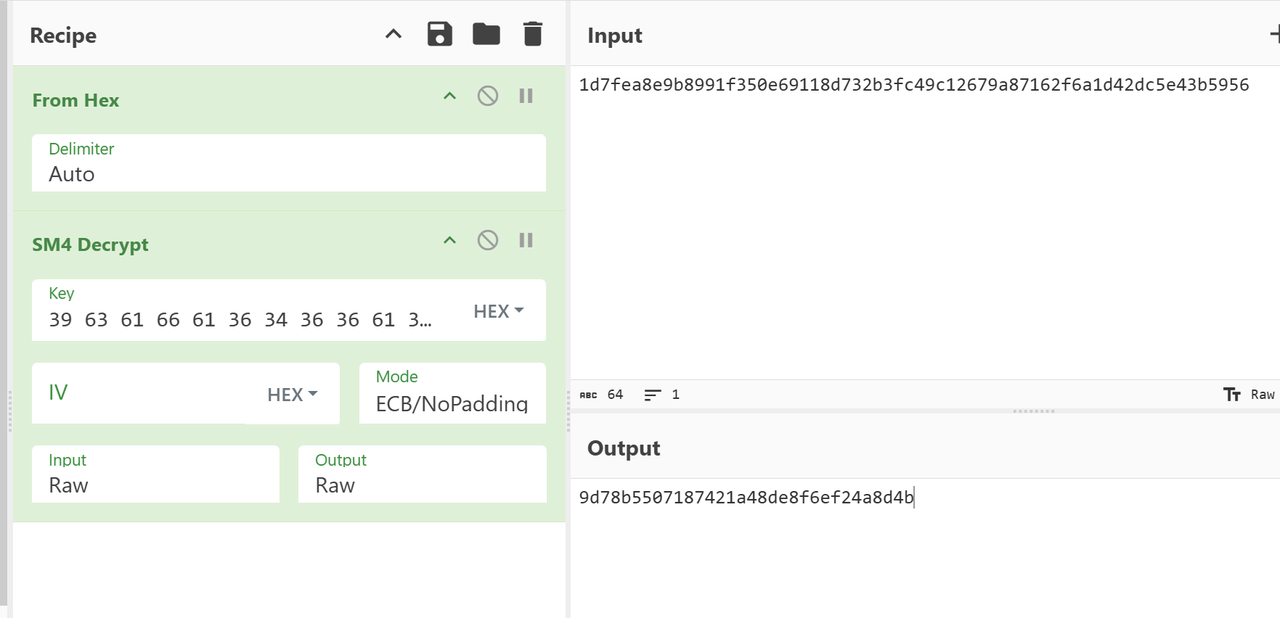 Recipe
From Hex
Delimiter
Auto
SM4 Decrypt
Key
39 63 61 66 61 36 34 36 36 61 3...
HEX
IV
HEX
Mode
ECB/NoPadding
Input
Raw
Output
Raw
Input
1d7fea8e9b8991f350e69118d732b3fc49c12679a87162f6a1d42dc5e43b5956
ABC 64 1
Tт Raw
Output
9d78b5507187421a48de8f6ef24a8d4b